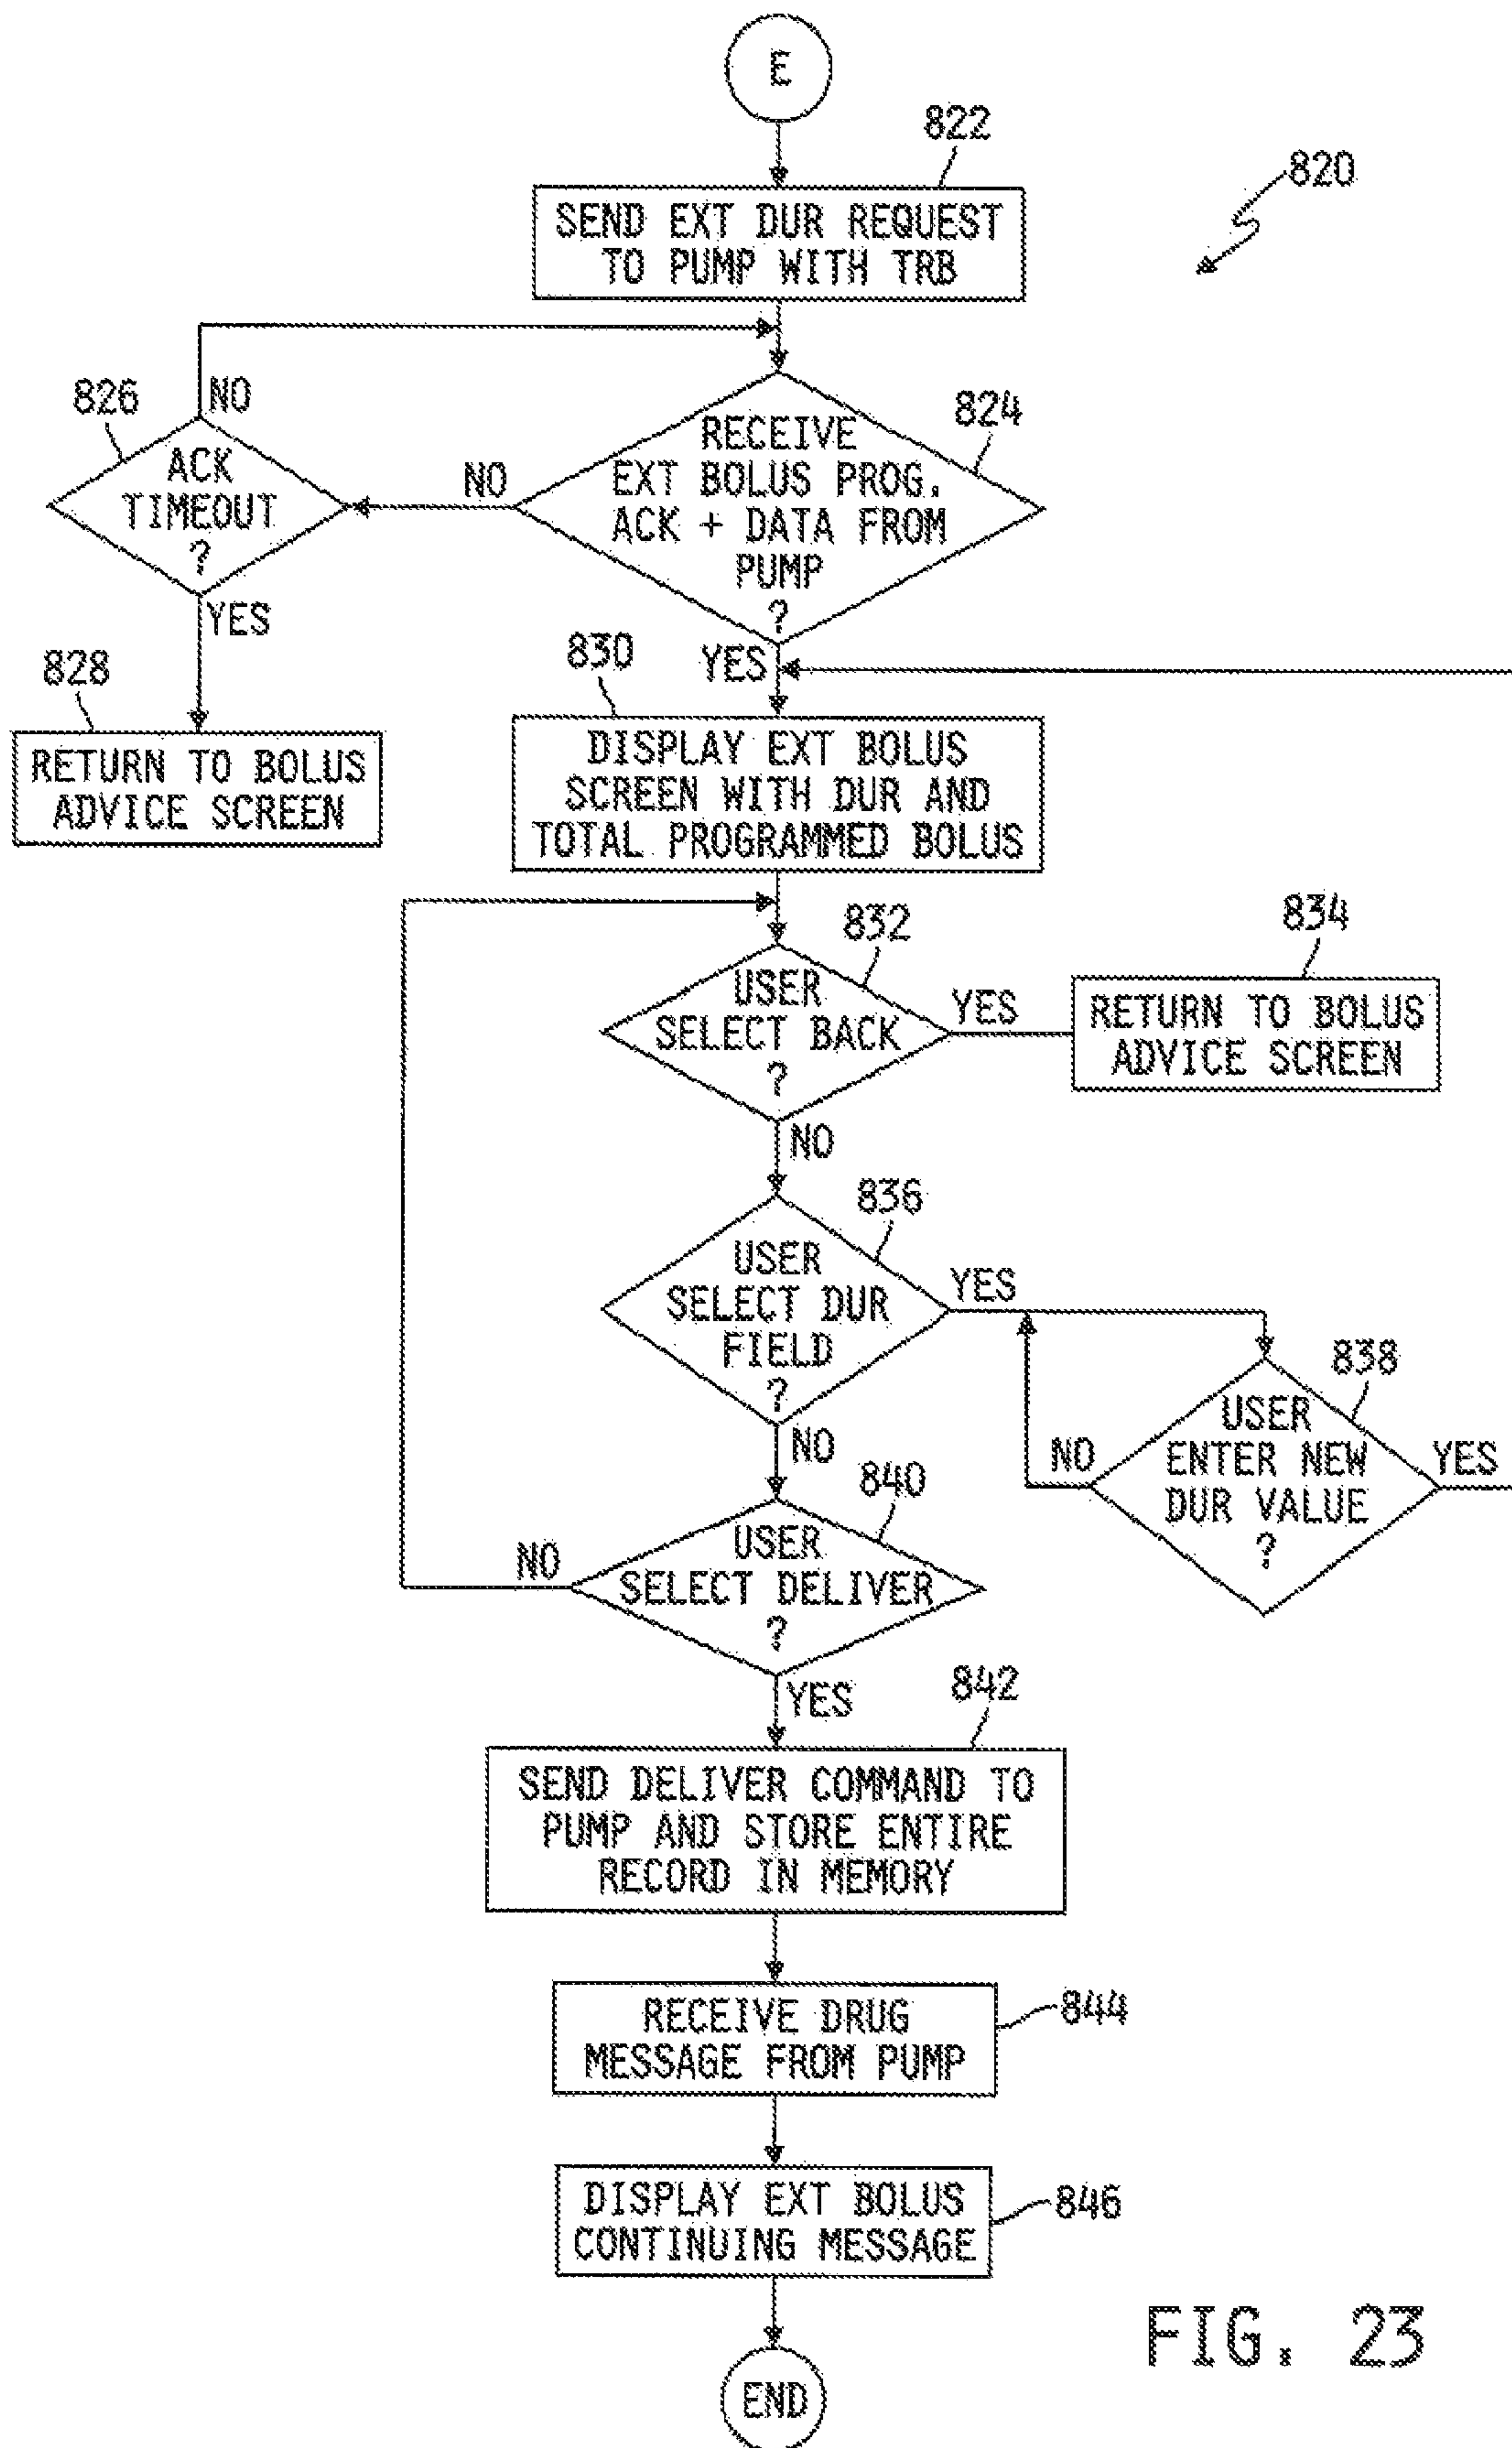 E
822
820
SEND EXT DUR REQUEST
TO PUMP WITH TRB
826
NO
824
ACK
TIMEOUT
?
NO
RECEIVE
EXT BOLUS PROG.
ACK + DATA FROM
PUMP
?
YES
828
830
YES
RETURN TO BOLUS
ADVICE SCREEN
DISPLAY EXT BOLUS
SCREEN WITH DUR AND
TOTAL PROGRAMMED BOLUS
832
834
USER
SELECT BACK
?
YES
RETURN TO BOLUS
ADVICE SCREEN
NO
836
USER
SELECT DUR
FIELD
?
YES
838
NO
USER
ENTER NEW
DUR VALUE
?
YES
NO
840
NO
USER
SELECT DELIVER
?
YES
842
SEND DELIVER COMMAND TO
PUMP AND STORE ENTIRE
RECORD IN MEMORY
RECEIVE DRUG
MESSAGE FROM PUMP
844
DISPLAY EXT BOLUS
CONTINUING MESSAGE
846
END
FIG. 23